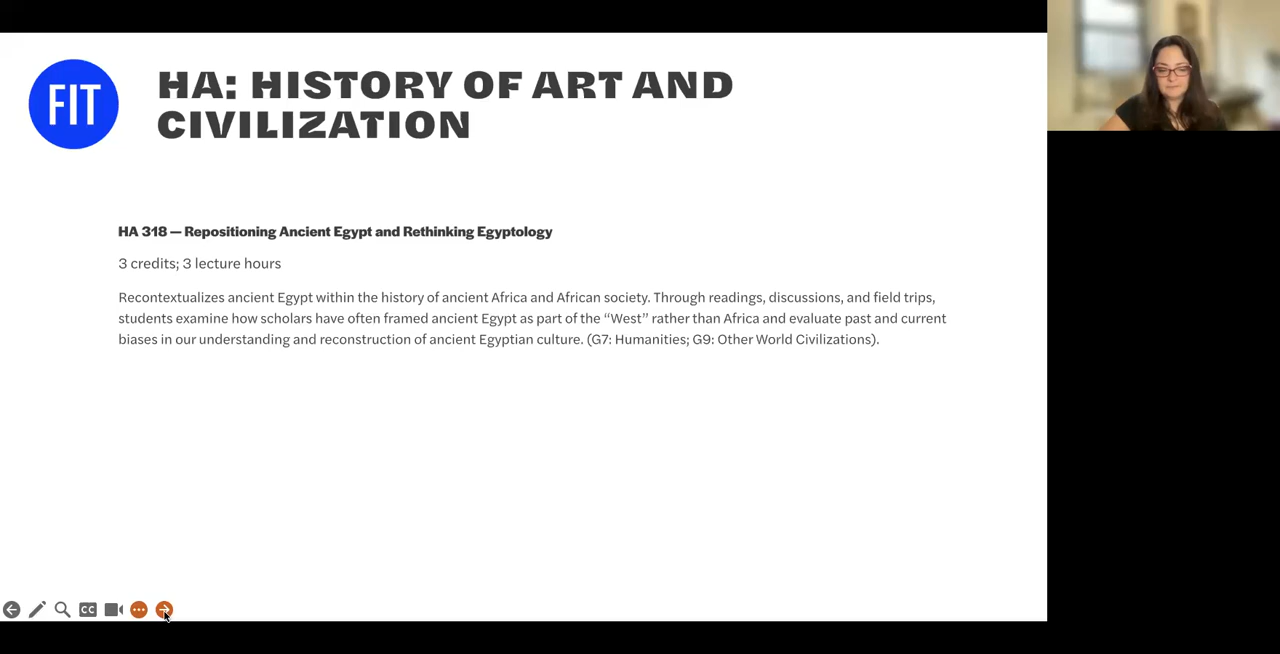 FIT
HA: HISTORY OF ART AND
CIVILIZATION
HA 318 — Repositioning Ancient Egypt and Rethinking Egyptology
3 credits; 3 lecture hours
Recontextualizes ancient Egypt within the history of ancient Africa and African society. Through readings, discussions, and field trips,
students examine how scholars have often framed ancient Egypt as part of the “West” rather than Africa and evaluate past and current
biases in our understanding and reconstruction of ancient Egyptian culture. (G7: Humanities; G9: Other World Civilizations).
CC